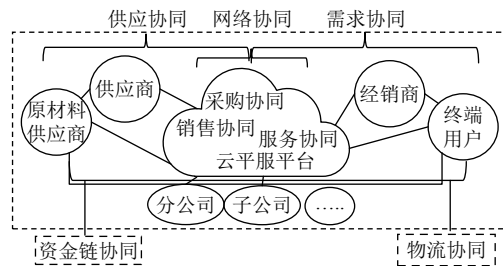 供应协同 网络协同 需求协同
供应商
经销商
原材料
供应商
采购协同
销售协同
服务协同
云平服平台
终端
用户
分公司 子公司 .....
资金链协同
物流协同